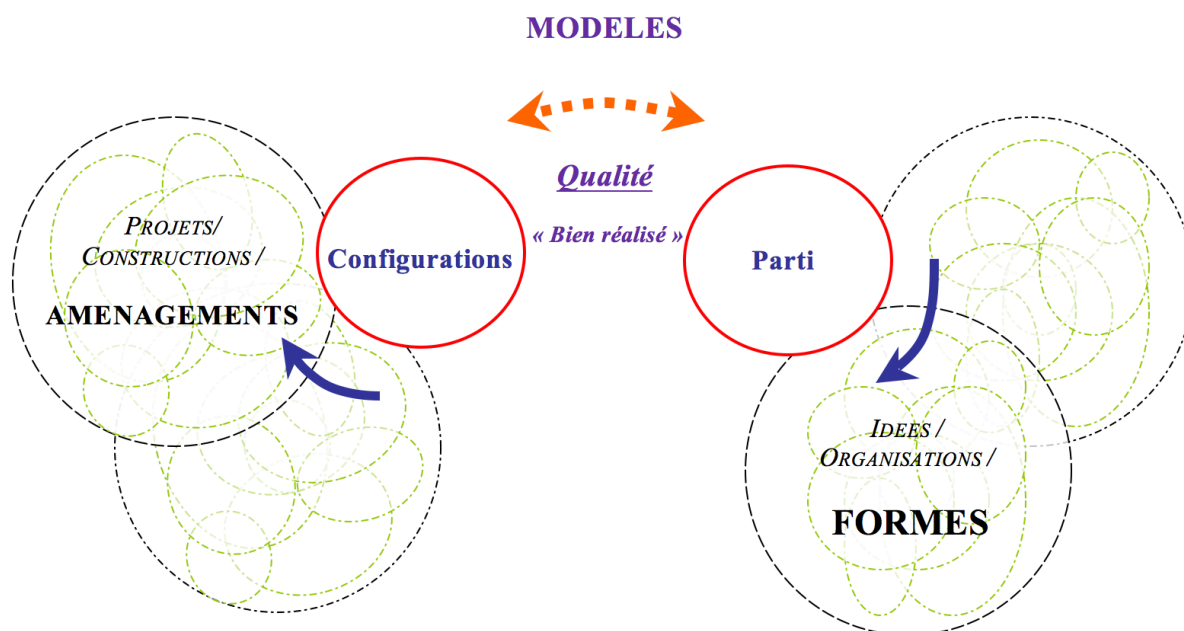 MODELES
Qualité
« Bien réalisé »
PROJETS/
CONSTRUCTIONS /
AMENAGEMENTS
Configurations
Parti
IDEES /
ORGANISATIONS /
FORMES